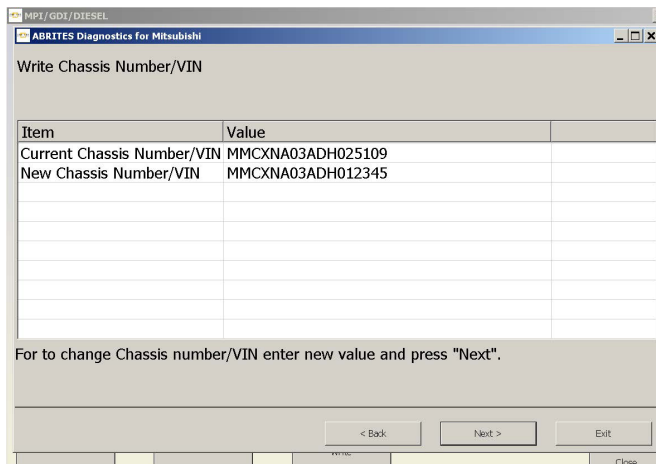 MPI/GDI/DIESEL
ABRITES Diagnostics for Mitsubishi
Write Chassis Number/VIN
Item Value
Current Chassis Number/VIN MMCXNA03ADH025109
New Chassis Number/VIN MMCXNA03ADH012345
For to change Chassis number/VIN enter new value and press "Next".
< Back Next > Exit
Write
Close